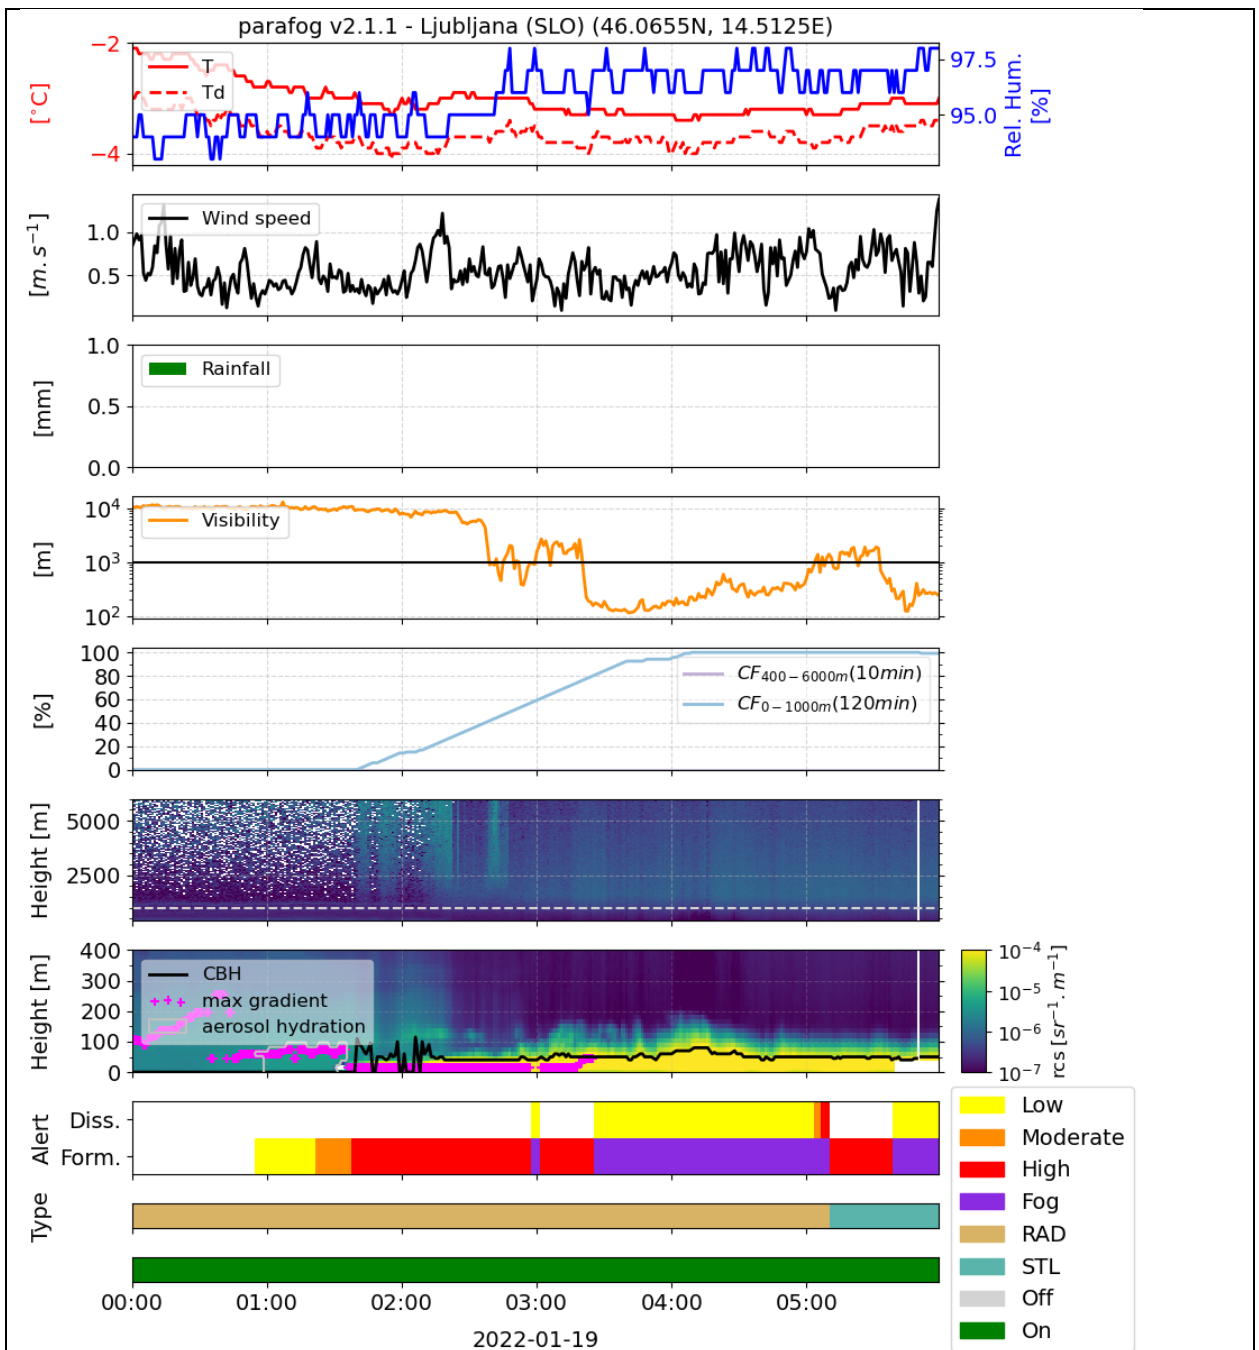 parafog v2.1.1 - Ljubljana (SLO) (46.0655N, 14.5125E)
−2
−4
[°C]
T
Td
97.5
95.0
Rel. Hum.
[%]
1.0
0.5
[m.s⁻¹]
Wind speed
1.0
0.5
0.0
[mm]
Rainfall
10⁴
10³
10²
[m]
Visibility
100
80
60
40
20
0
[%]
CF₄₀₀₋₆₀₀₀ₘ(10min)
CF₀₋₁₀₀₀ₘ(120min)
5000
2500
Height [m]
400
300
200
100
0
Height [m]
CBH
max gradient
aerosol hydration
10⁻⁴
10⁻⁵
10⁻⁶
10⁻⁷
rcs [sr⁻¹.m⁻¹]
Alert
Diss.
Form.
Type
00:00 01:00 02:00 03:00 04:00 05:00
2022-01-19
Low
Moderate
High
Fog
RAD
STL
Off
On